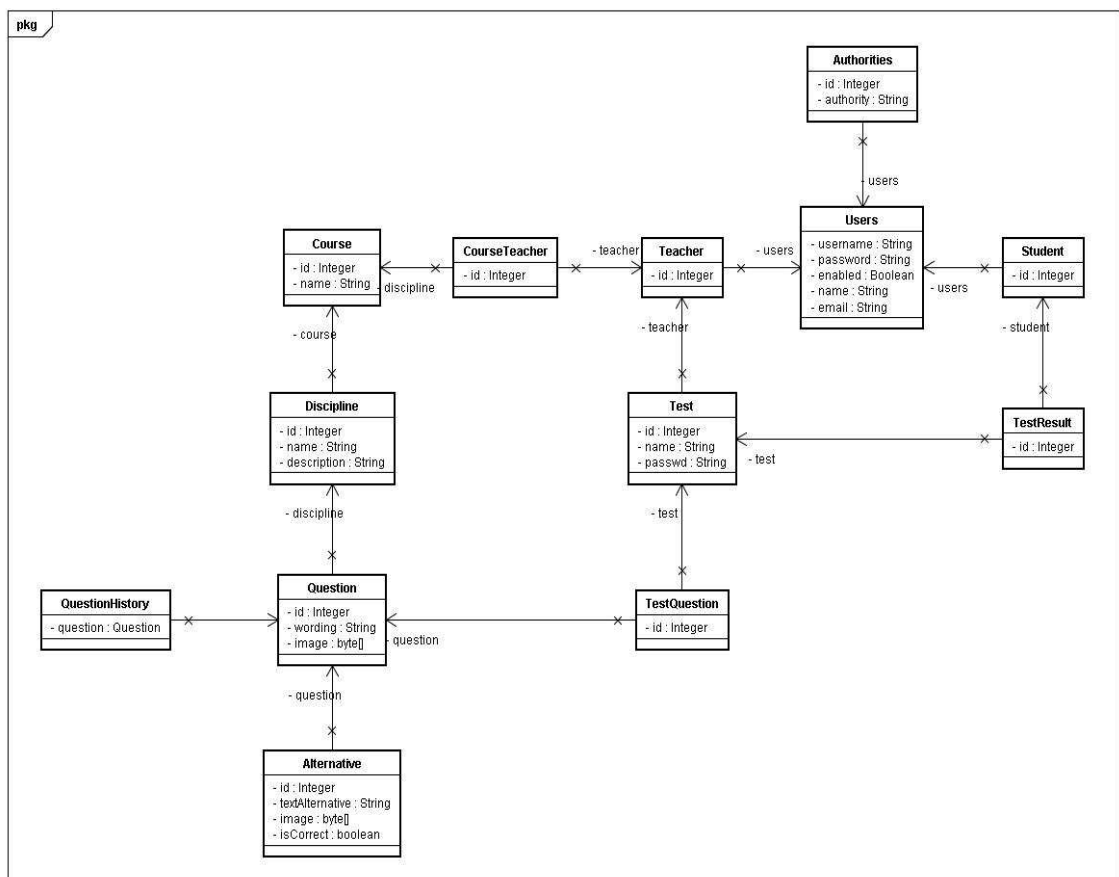 pkg
Authorities
- id : Integer
- authority : String
- users
Users
- username : String
- password : String
- enabled : Boolean
- name : String
- email : String
Course
- id : Integer
- name : String
- discipline
CourseTeacher
- id : Integer
- teacher
Teacher
- id : Integer
- users
Student
- id : Integer
- users
- course
- teacher
- student
Discipline
- id : Integer
- name : String
- description : String
Test
- id : Integer
- name : String
- passwd : String
TestResult
- id : Integer
- test
- discipline
- test
QuestionHistory
- question : Question
Question
- id : Integer
- wording : String
- image : byte[]
- question
TestQuestion
- id : Integer
- question
Alternative
- id : Integer
- textAlternative : String
- image : byte[]
- isCorrect : boolean